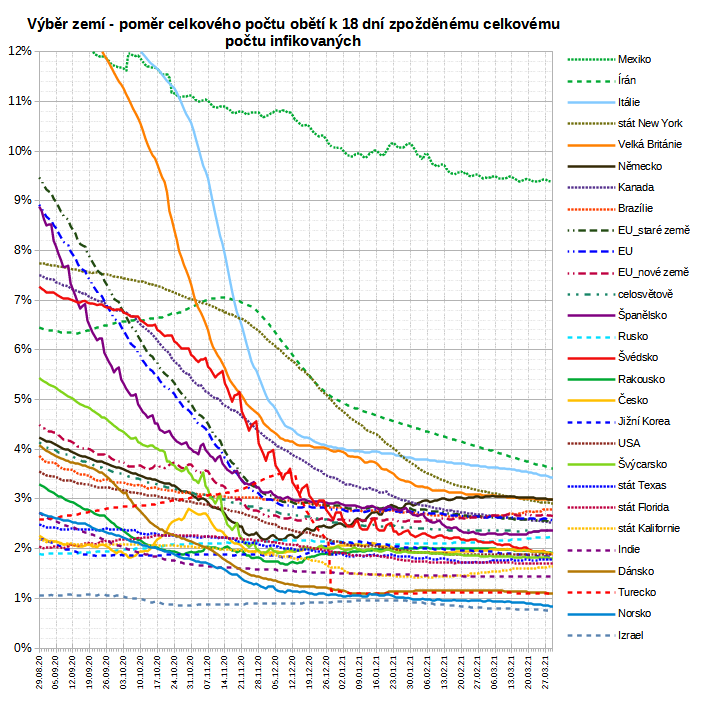 Výběr zemí - poměr celkového počtu obětí k 18 dní zpožděnému celkovému
počtu infikovaných
12%
11%
10%
9%
8%
7%
6%
5%
4%
3%
2%
1%
0%
29.08.20
05.09.20
12.09.20
19.09.20
26.09.20
03.10.20
10.10.20
17.10.20
24.10.20
31.10.20
07.11.20
14.11.20
21.11.20
28.11.20
05.12.20
12.12.20
19.12.20
26.12.20
02.01.21
09.01.21
16.01.21
23.01.21
30.01.21
06.02.21
13.02.21
20.02.21
27.02.21
06.03.21
13.03.21
20.03.21
27.03.21
Mexiko
Írán
Itálie
stát New York
Velká Británie
Německo
Kanada
Brazílie
EU_staré země
EU
EU_nové země
celosvětově
Španělsko
Rusko
Švédsko
Rakousko
Česko
Jižní Korea
USA
Švýcarsko
stát Texas
stát Florida
stát Kalifornie
Indie
Dánsko
Turecko
Norsko
Izrael